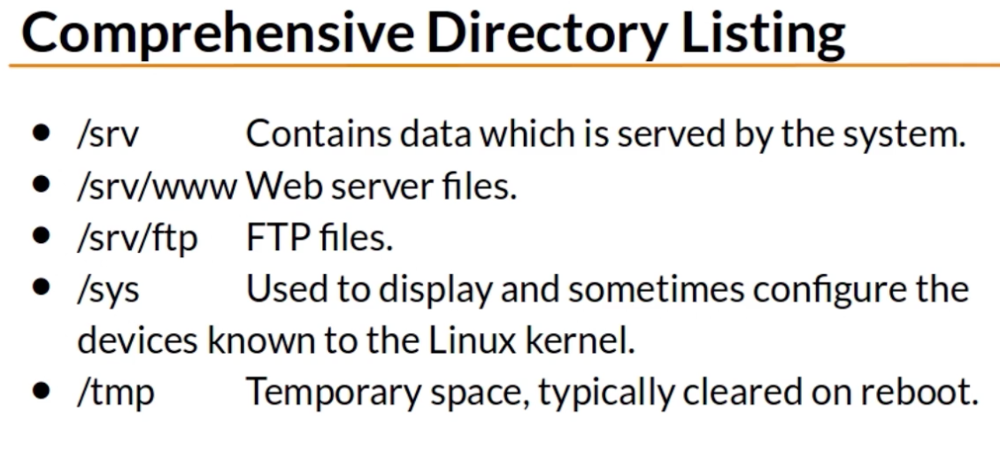 Comprehensive Directory Listing
• /srv Contains data which is served by the system.
• /srv/www Web server files.
• /srv/ftp FTP files.
• /sys Used to display and sometimes configure the
devices known to the Linux kernel.
• /tmp Temporary space, typically cleared on reboot.